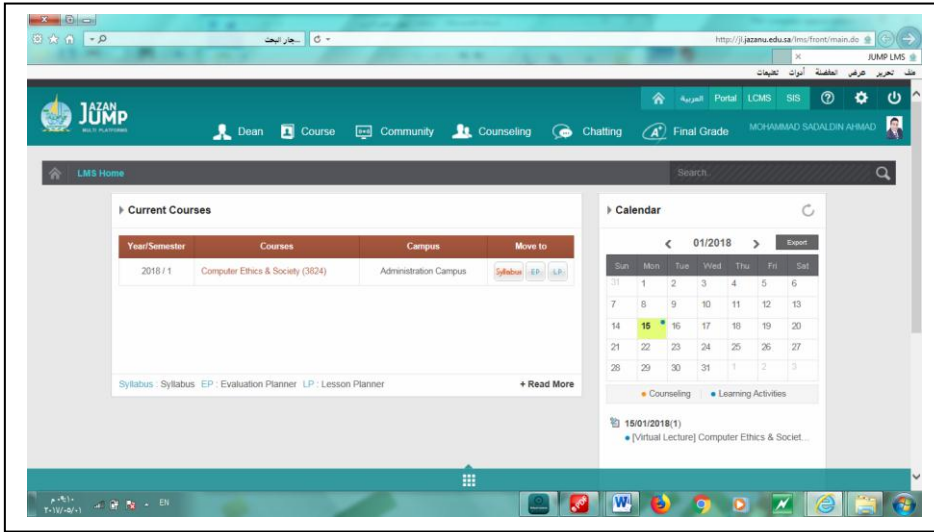 جار البحث...
http://jl.jazanu.edu.sa/lms/front/main.do
JUMP LMS
ملف تحرير عرض المفضلة أدوات تعليمات
العربية Portal LCMS SIS
JAZAN
JUMP
MULTI PLATFORMS
Dean Course Community Counseling Chatting A+ Final Grade MOHAMMAD SADALDIN AHMAD
LMS Home
Search..
Current Courses
Year/Semester Courses Campus Move to
2018 / 1 Computer Ethics & Society (3824) Administration Campus Syllabus EP LP
Syllabus : Syllabus EP : Evaluation Planner LP : Lesson Planner + Read More
Calendar
01/2018 Export
Sun Mon Tue Wed Thu Fri Sat
31 1 2 3 4 5 6
7 8 9 10 11 12 13
14 15 16 17 18 19 20
21 22 23 24 25 26 27
28 29 30 31 1 2 3
Counseling Learning Activities
15/01/2018(1)
[Virtual Lecture] Computer Ethics & Societ...
EN